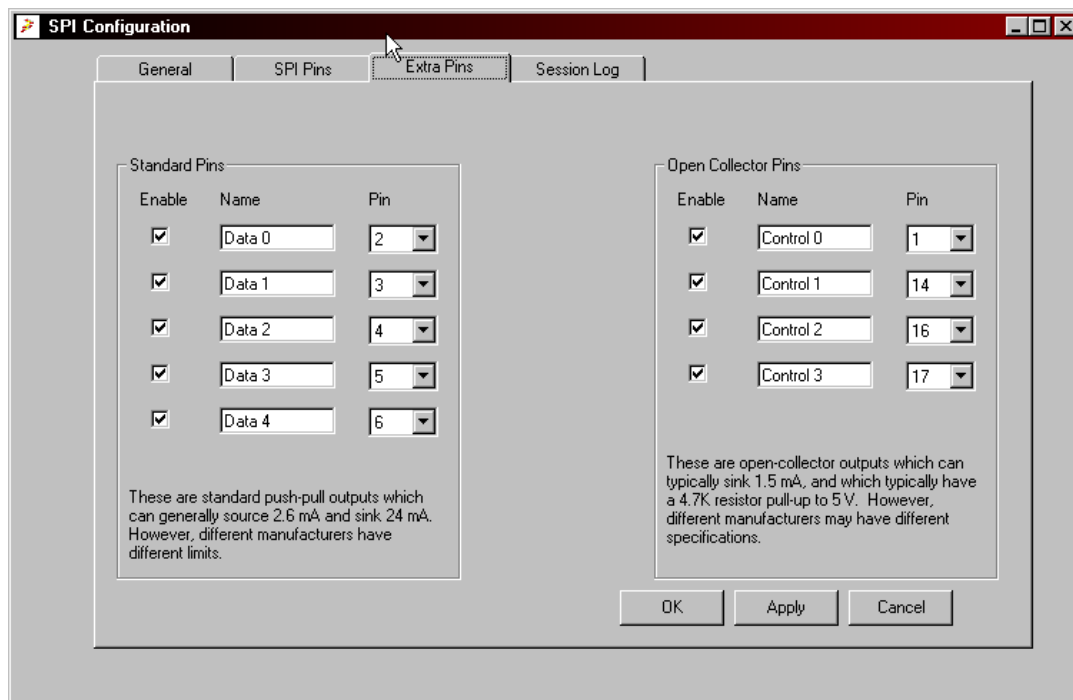 SPI Configuration
General SPI Pins Extra Pins Session Log
Standard Pins
Enable Name Pin
Data 0 2
Data 1 3
Data 2 4
Data 3 5
Data 4 6
These are standard push-pull outputs which
can generally source 2.6 mA and sink 24 mA.
However, different manufacturers have
different limits.
Open Collector Pins
Enable Name Pin
Control 0 1
Control 1 14
Control 2 16
Control 3 17
These are open-collector outputs which can
typically sink 1.5 mA, and which typically have
a 4.7K resistor pull-up to 5 V. However,
different manufacturers may have different
specifications.
OK Apply Cancel